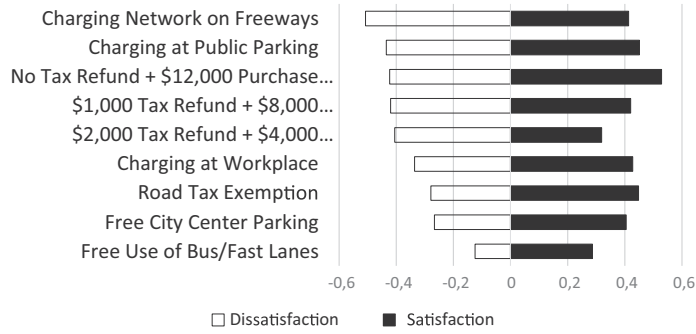 Charging Network on Freeways
Charging at Public Parking
No Tax Refund + $12,000 Purchase...
$1,000 Tax Refund + $8,000...
$2,000 Tax Refund + $4,000...
Charging at Workplace
Road Tax Exemption
Free City Center Parking
Free Use of Bus/Fast Lanes
-0,6 -0,4 -0,2 0 0,2 0,4 0,6
Dissatisfaction Satisfaction